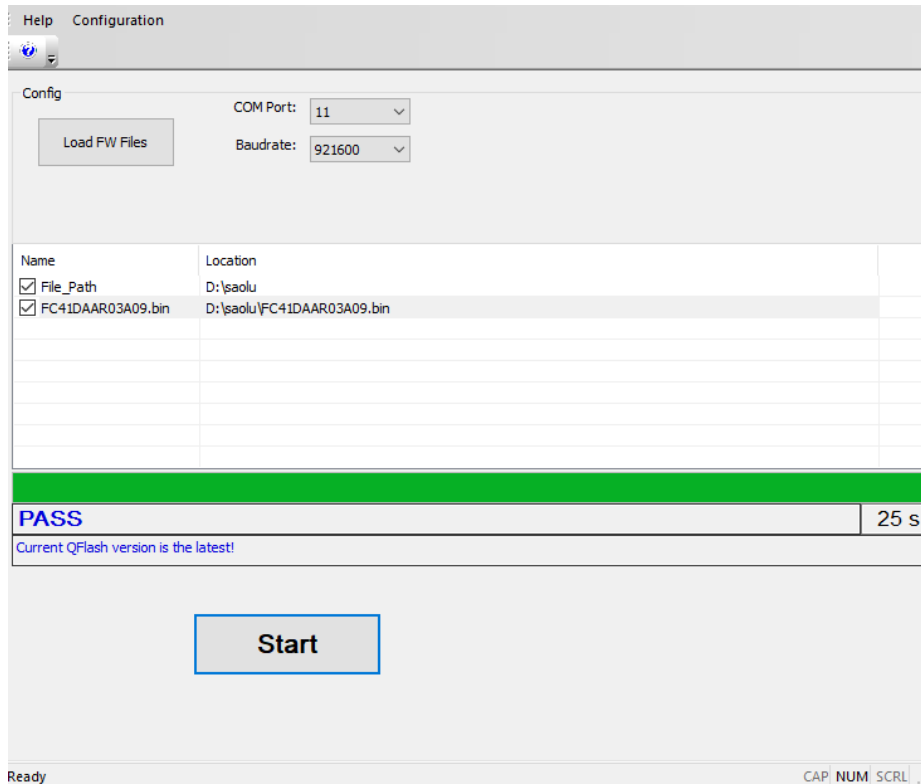 Help Configuration
Config
COM Port: 11
Load FW Files
Baudrate: 921600
Name Location
File_Path D:\saolu
FC41DAAR03A09.bin D:\saolu\FC41DAAR03A09.bin
PASS 25 s
Current QFlash version is the latest!
Start
Ready CAP NUM SCRL